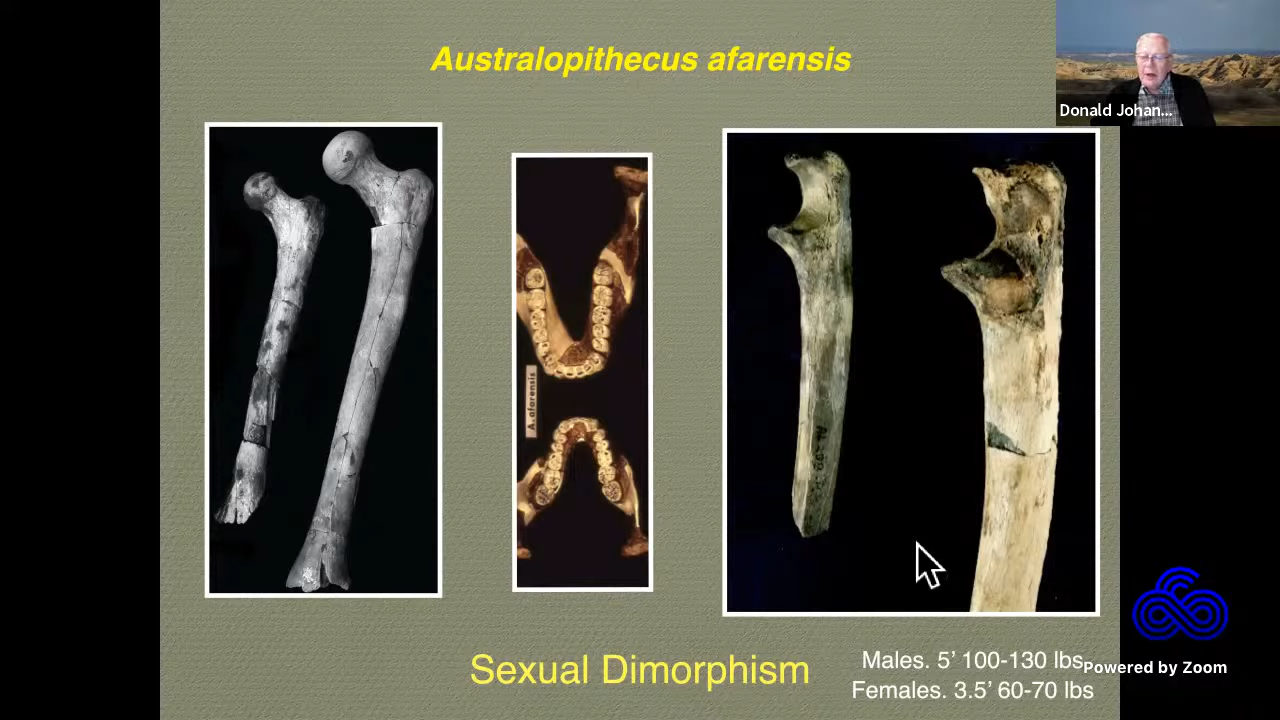 Australopithecus afarensis
Donald Johan...
A. afarensis
Sexual Dimorphism
Males. 5’ 100-130 lbs
Females. 3.5’ 60-70 lbs
Powered by Zoom